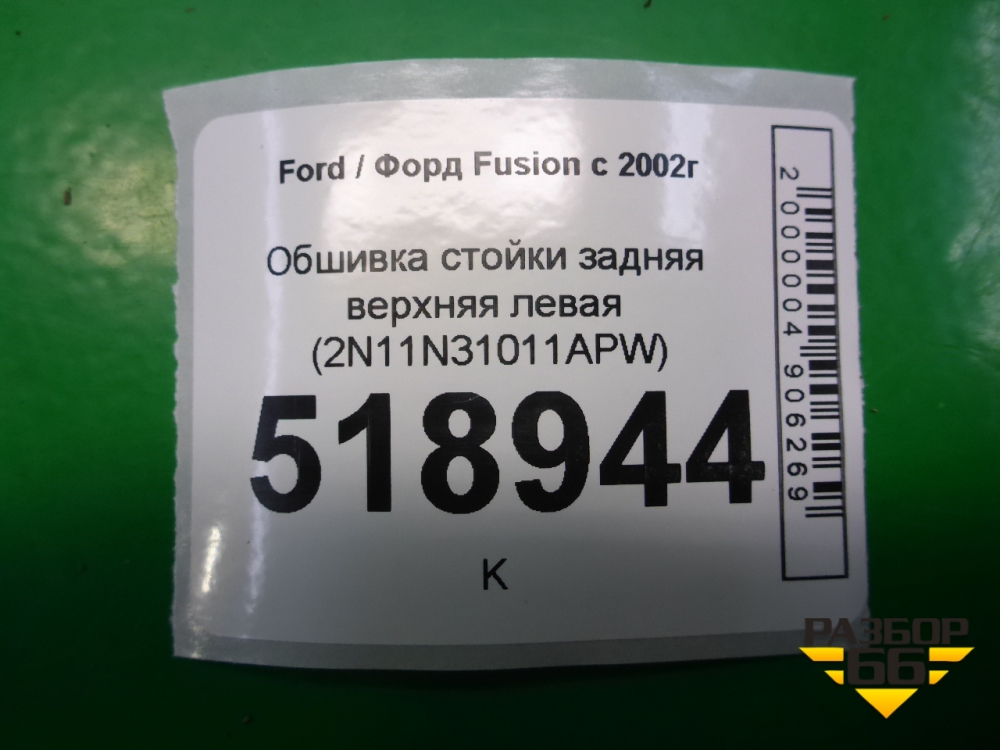 Ford / Форд Fusion с 2002г
Обшивка стойки задняя
верхняя левая
(2N11N31011APW)
518944
К
2000004906269
РАЗБОР
66